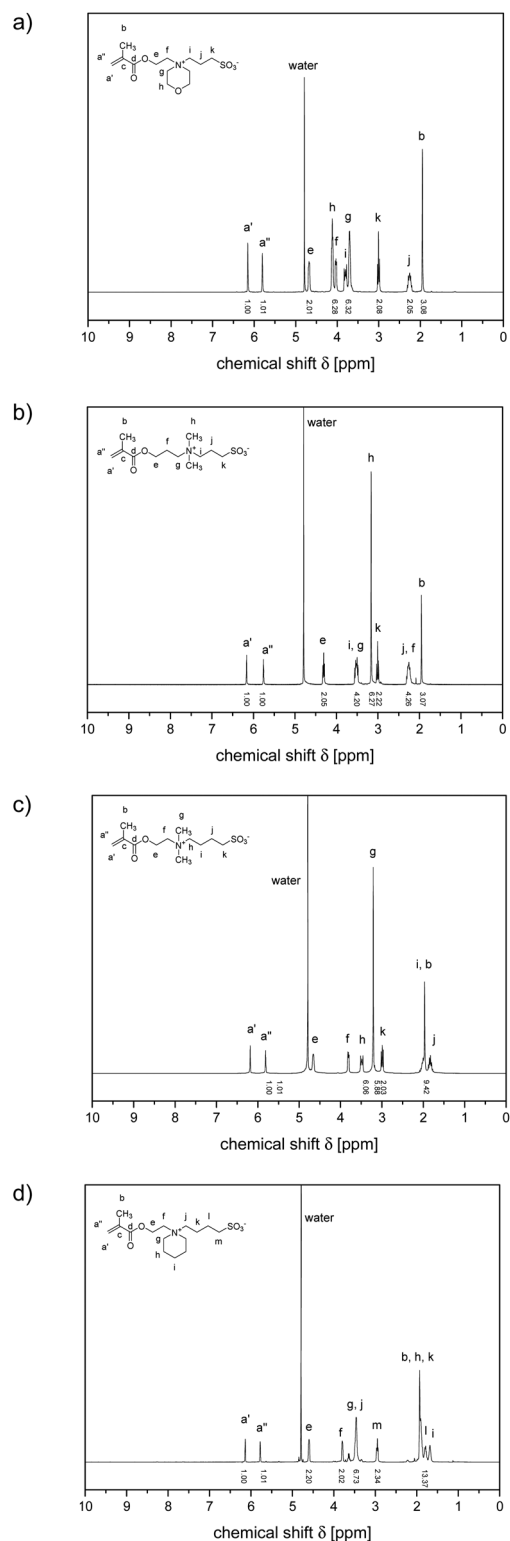 a)
b
CH3
a"
a'
c
d
O
O
e
f
N+
g
h
O
i
j
k
SO3-
water
b
a'
a"
e
h
f
i
g
k
j
1.00
1.01
2.01
6.28
6.32
2.08
2.05
3.08
10 9 8 7 6 5 4 3 2 1 0
chemical shift δ [ppm]
b)
b
CH3
a"
a'
c
d
O
O
e
f
g
h
CH3
N+
CH3
i
j
k
SO3-
water
h
b
a'
a"
e
i, g
k
j, f
1.00
1.00
2.05
4.20
6.27
2.22
4.26
3.07
10 9 8 7 6 5 4 3 2 1 0
chemical shift δ [ppm]
c)
b
CH3
a"
a'
c
d
O
O
e
f
g
CH3
N+
CH3
h
i
j
k
SO3-
water
g
i, b
a'
a"
e
f
h
k
j
1.00
1.01
6.06
5.88
2.03
9.42
10 9 8 7 6 5 4 3 2 1 0
chemical shift δ [ppm]
d)
b
CH3
a"
a'
c
d
O
O
e
f
N+
g
h
i
j
k
l
m
SO3-
water
b, h, k
g, j
a'
a"
e
f
m
l
i
1.00
1.01
2.20
2.02
6.73
2.34
13.37
10 9 8 7 6 5 4 3 2 1 0
chemical shift δ [ppm]